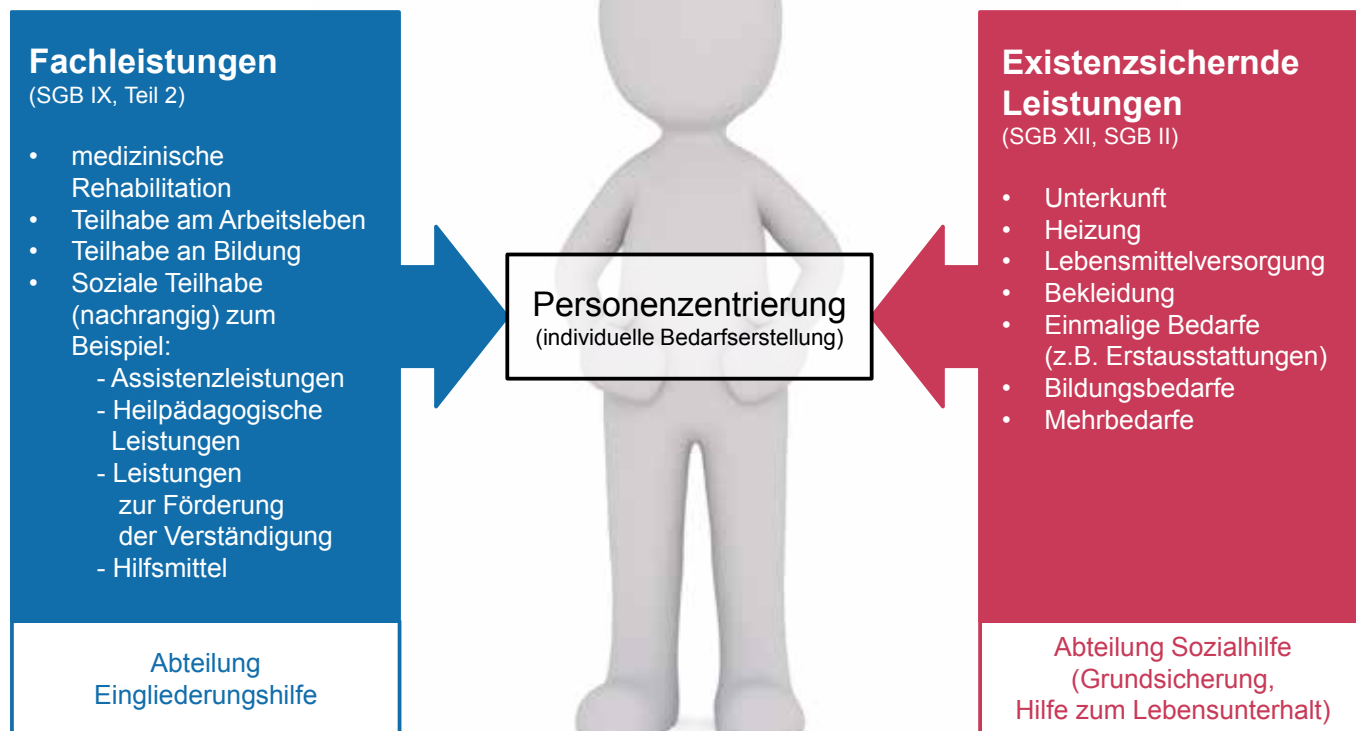 Fachleistungen
(SGB IX, Teil 2)
• medizinische
Rehabilitation
• Teilhabe am Arbeitsleben
• Teilhabe an Bildung
• Soziale Teilhabe
(nachrangig) zum
Beispiel:
- Assistenzleistungen
- Heilpädagogische
Leistungen
- Leistungen
zur Förderung
der Verständigung
- Hilfsmittel
Abteilung
Eingliederungshilfe
Personenzentrierung
(individuelle Bedarfserstellung)
Existenzsichernde
Leistungen
(SGB XII, SGB II)
• Unterkunft
• Heizung
• Lebensmittelversorgung
• Bekleidung
• Einmalige Bedarfe
(z.B. Erstausstattungen)
• Bildungsbedarfe
• Mehrbedarfe
Abteilung Sozialhilfe
(Grundsicherung,
Hilfe zum Lebensunterhalt)